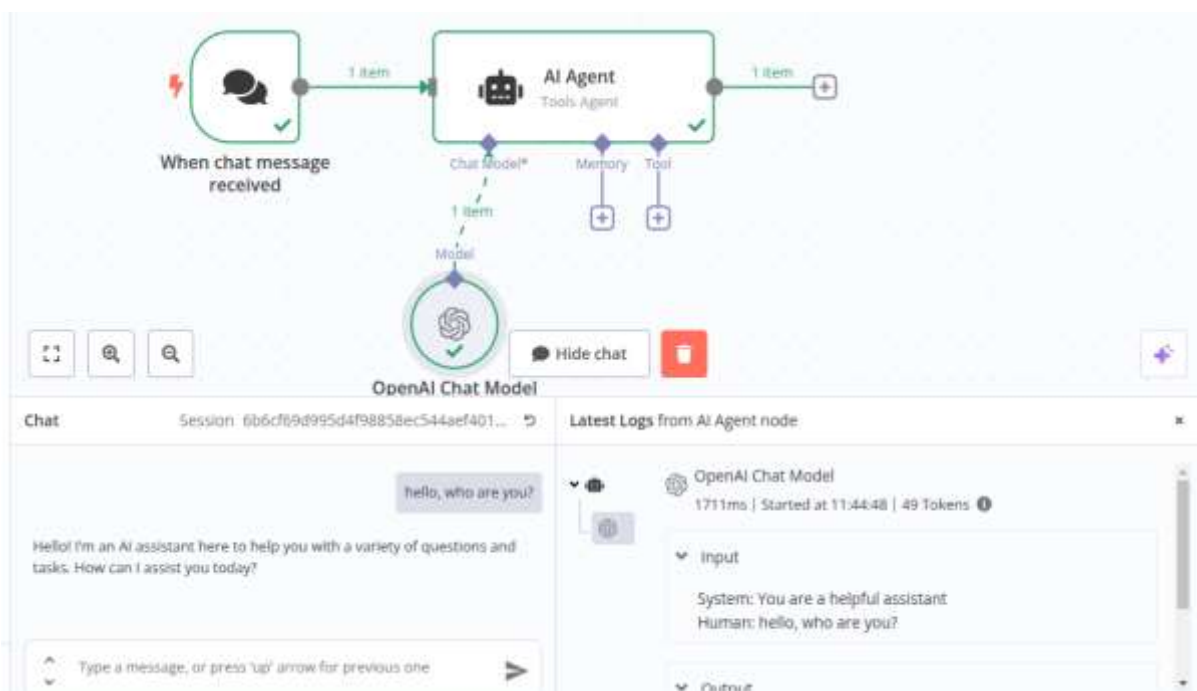 1 item
AI Agent
Tools Agent
1 item
When chat message
received
Chat Model*
Memory
Tool
1 item
Model
Hide chat
OpenAI Chat Model
Chat
Session 6b6cf69d995d4f98858ec544aef401...
Latest Logs from AI Agent node
hello, who are you?
Hello! I'm an AI assistant here to help you with a variety of questions and
tasks. How can I assist you today?
Type a message, or press 'up' arrow for previous one
OpenAI Chat Model
1711ms | Started at 11:44:48 | 49 Tokens
Input
System: You are a helpful assistant
Human: hello, who are you?
Output